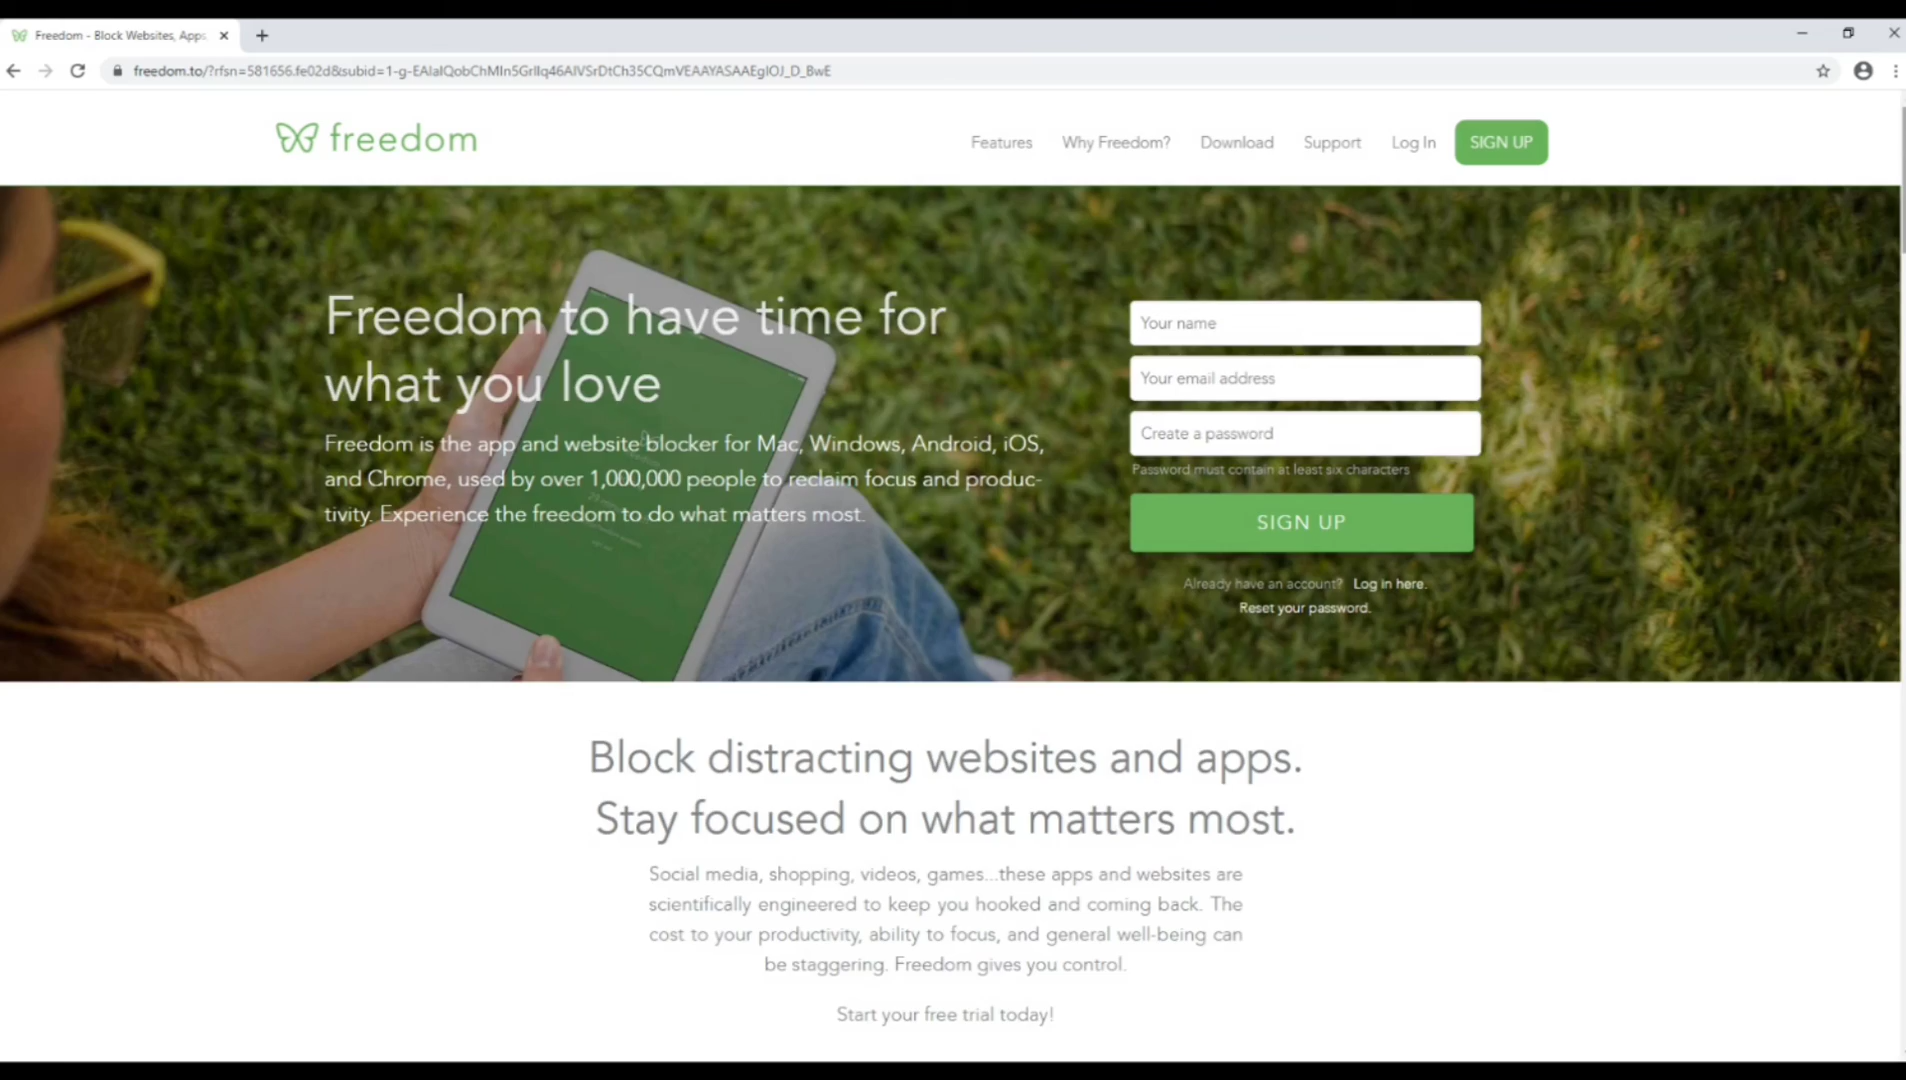 Freedom - Block Websites, Apps
freedom.to/?rfsn=581656.fe02d&subid=1-g-EAIaIQobChMIn5GrIIq46AIVSrDtCh35CQmVEAAYASAAEgIOJ_D_BwE
freedom
Features
Why Freedom?
Download
Support
Log In
SIGN UP
Freedom to have time for
what you love
Freedom is the app and website blocker for Mac, Windows, Android, iOS,
and Chrome, used by over 1,000,000 people to reclaim focus and produc-
tivity. Experience the freedom to do what matters most.
Your name
Your email address
Create a password
Password must contain at least six characters
SIGN UP
Already have an account? Log in here.
Reset your password.
Block distracting websites and apps.
Stay focused on what matters most.
Social media, shopping, videos, games...these apps and websites are
scientifically engineered to keep you hooked and coming back. The
cost to your productivity, ability to focus, and general well-being can
be staggering. Freedom gives you control.
Start your free trial today!